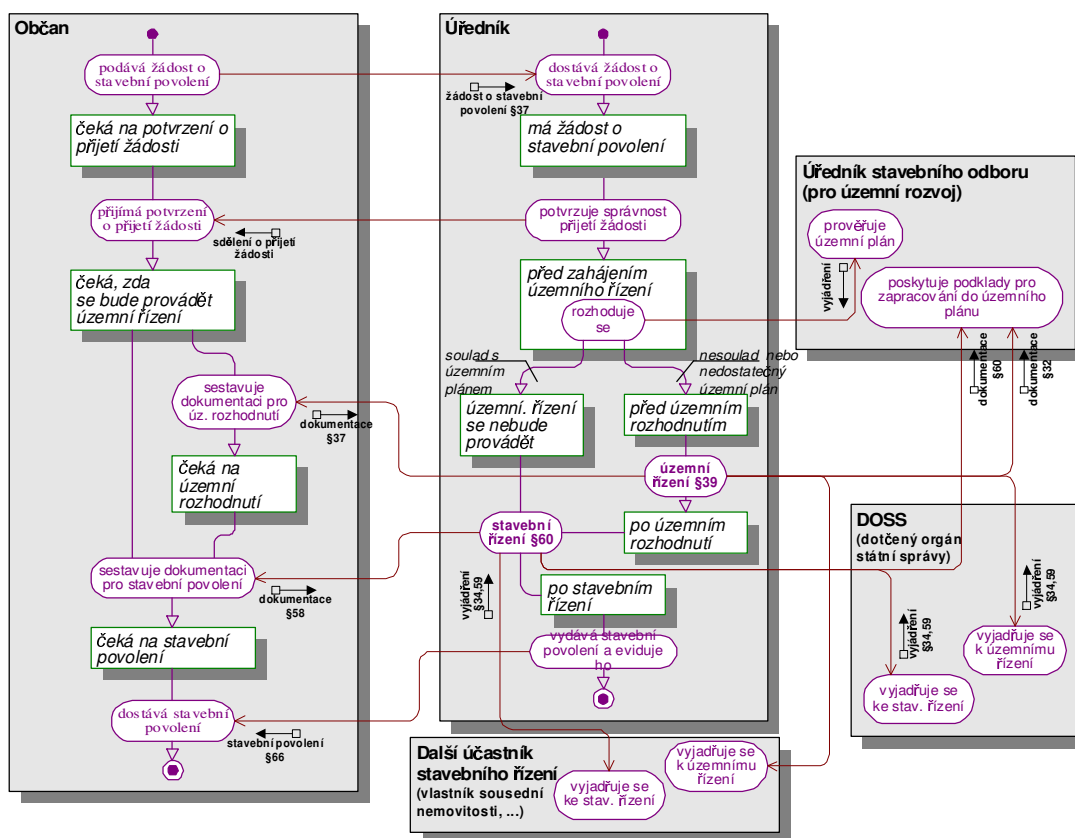 Občan
podává žádost o
stavební povolení
čeká na potvrzení o
přijetí žádosti
přijímá potvrzení
o přijetí žádosti
sdělení o přijetí
žádosti
čeká, zda
se bude provádět
územní řízení
sestavuje
dokumentaci pro
úz. rozhodnutí
dokumentace
§37
čeká na
územní
rozhodnutí
sestavuje dokumentaci
pro stavební povolení
dokumentace
§58
čeká na stavební
povolení
dostává stavební
povolení
stavební povolení
§66
Úředník
dostává žádost o
stavební povolení
žádost o stavební
povolení §37
má žádost o
stavební povolení
potvrzuje správnost
přijetí žádosti
před zahájením
územního řízení
rozhoduje
se
soulad s
územním
plánem
nesoulad nebo
nedostatečný
územní plán
územní. řízení
se nebude
provádět
před územním
rozhodnutím
územní
řízení §39
stavební
řízení §60
po územním
rozhodnutí
vyjádření
§34,59
po stavebním
řízení
vydává stavební
povolení a eviduje
ho
Úředník stavebního odboru
(pro územní rozvoj)
prověřuje
územní plán
vyjádření
poskytuje podklady pro
zapracování do územního
plánu
dokumentace
§60
dokumentace
§32
DOSS
(dotčený orgán
státní správy)
vyjádření
§34,59
vyjádření
§34,59
vyjadřuje se
k územnímu
řízení
vyjadřuje se
ke stav. řízení
Další účastník
stavebního řízení
(vlastník sousední
nemovitosti, ...)
vyjadřuje se
k územnímu
řízení
vyjadřuje se
ke stav. řízení